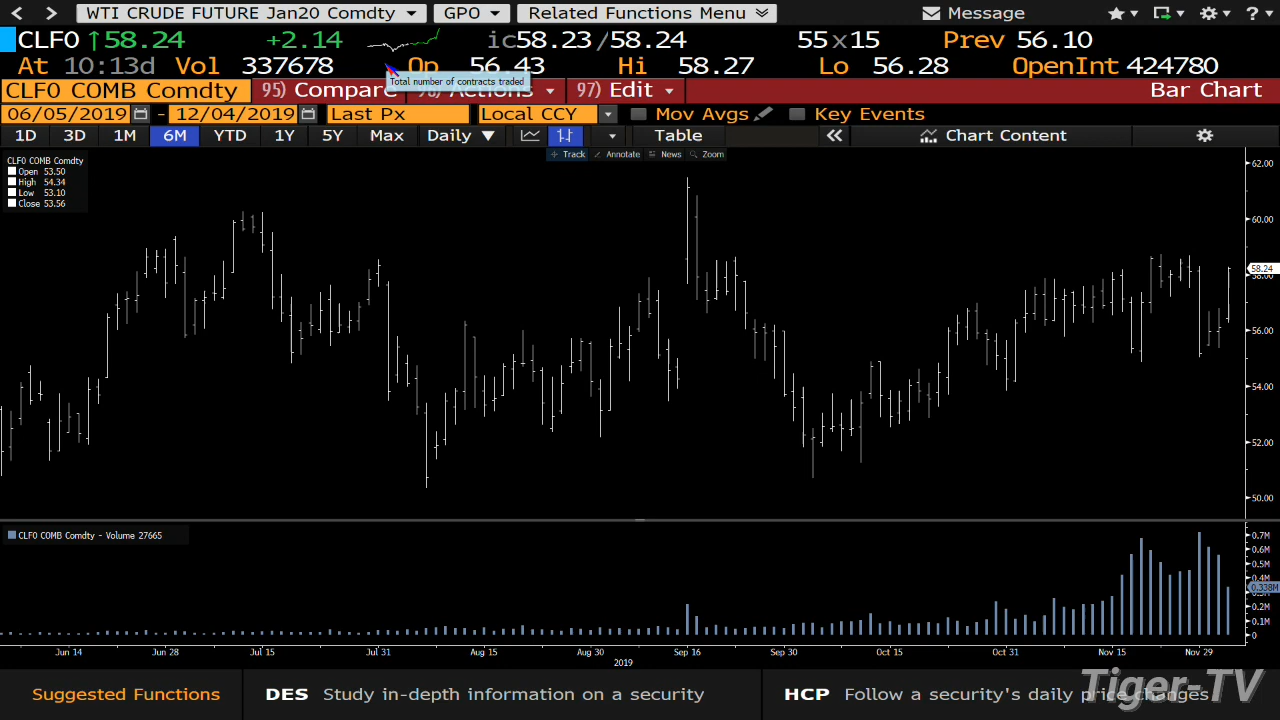 WTI CRUDE FUTURE Jan20 Comdty GPO Related Functions Menu Message ?
CLF0 ↑58.24 +2.14 ic58.23/58.24 55x15 Prev 56.10
At 10:13d Vol 337678 Op 56.43 Hi 58.27 Lo 56.28 OpenInt 424780
Total number of contracts traded
CLF0 COMB Comdty 95) Compare Actions 97) Edit Bar Chart
06/05/2019 - 12/04/2019 Last Px Local CCY Mov Avgs Key Events
1D 3D 1M 6M YTD 1Y 5Y Max Daily ▼ Table « Chart Content
Track Annotate News Zoom
CLF0 COMB Comdty
Open 53.50
High 54.34
Low 53.10
Close 53.56
62.00
60.00
58.24
58.00
56.00
54.00
52.00
50.00
CLF0 COMB Comdty - Volume 27665
0.7M
0.6M
0.5M
0.4M
0.338M
0.2M
0.1M
0
Jun 14 Jun 28 Jul 15 Jul 31 Aug 15 Aug 30 Sep 16 Sep 30 Oct 15 Oct 31 Nov 15 Nov 29
2019
Suggested Functions DES Study in-depth information on a security HCP Follow a security's daily price changes
Tiger-TV